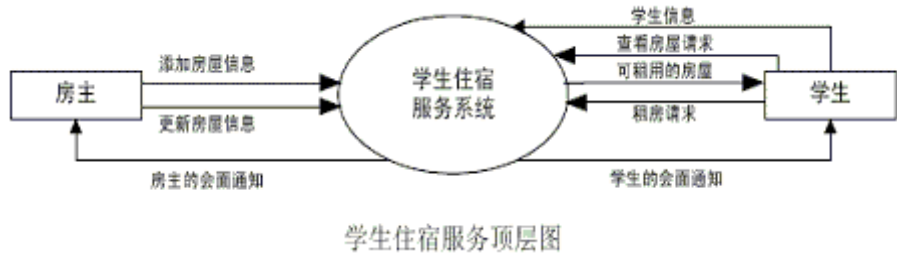 学生信息
查看房屋请求
添加房屋信息
可租用的房屋
房主
学生住宿
服务系统
学生
租房请求
更新房屋信息
房主的会面通知
学生的会面通知
学生住宿服务顶层图